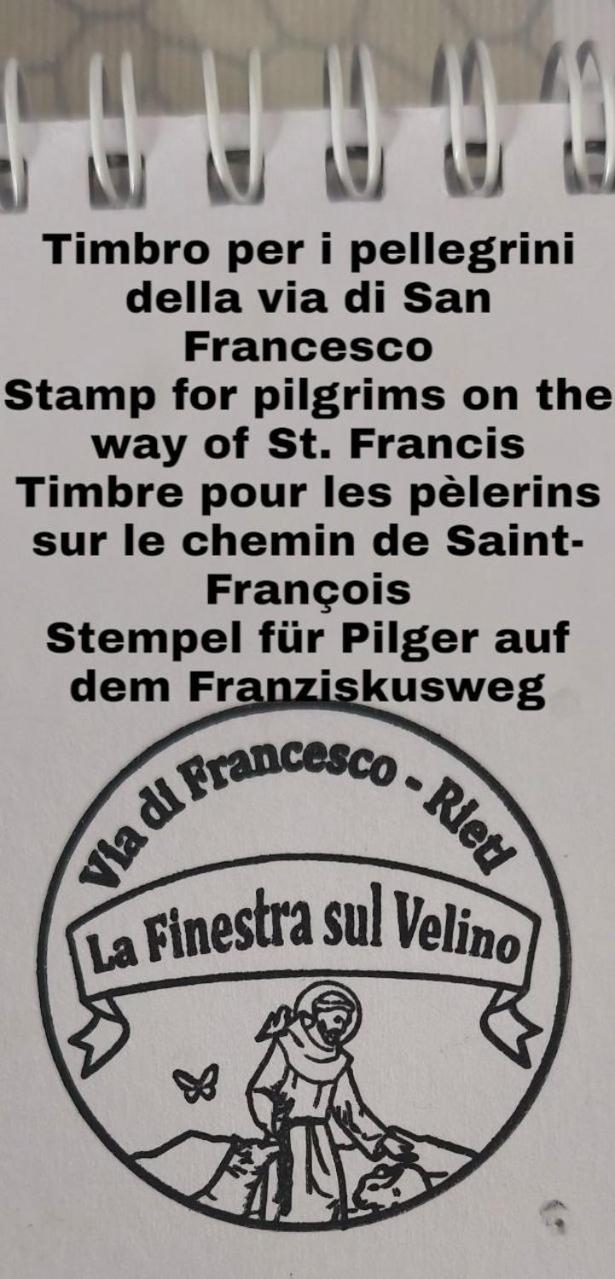 Timbro per i pellegrini
della via di San
Francesco
Stamp for pilgrims on the
way of St. Francis
Timbre pour les pèlerins
sur le chemin de Saint-
François
Stempel für Pilger auf
dem Franziskusweg
Via di Francesco - Rieti
La Finestra sul Velino